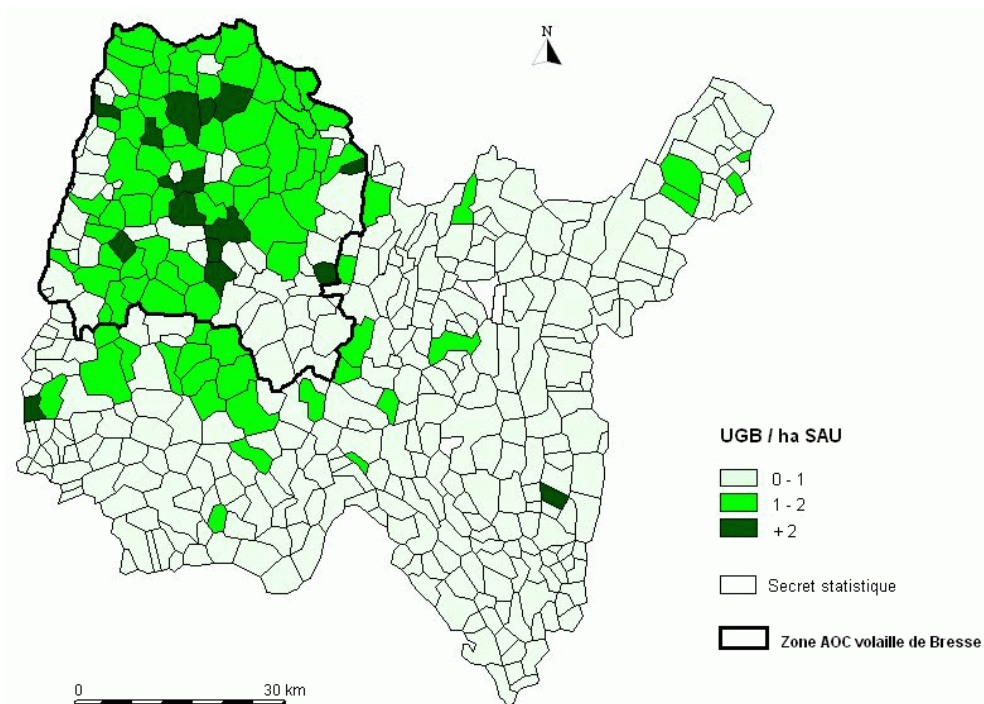 N
UGB / ha SAU
0 - 1
1 - 2
+ 2
Secret statistique
Zone AOC volaille de Bresse
0 30 km